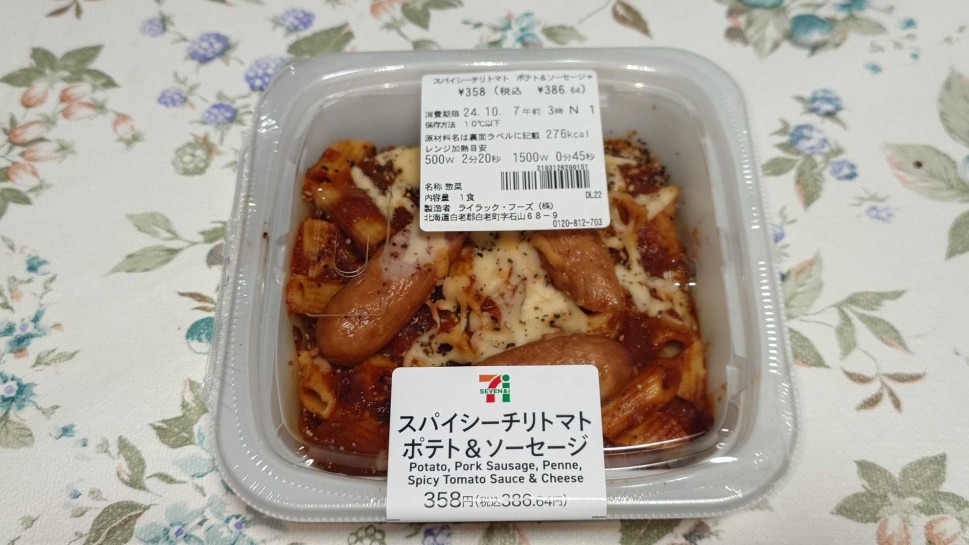 スパイシーチリトマト ポテト&ソーセージ*
¥358 (税込 ¥386.64)
消費期限 24.10. 7午前 3時 N 1
保存方法 10℃以下
原材料名は裏面ラベルに記載 276kcal
レンジ加熱目安
500W 2分20秒 1500W 0分45秒
2103126200151
名称 惣菜
内容量 1食 DL22
製造者 ライラック・フーズ(株)
北海道白老郡白老町字石山68-9
0120-812-703
SEVEN&i
スパイシーチリトマト
ポテト&ソーセージ
Potato, Pork Sausage, Penne,
Spicy Tomato Sauce & Cheese
358円(税込386.64円)